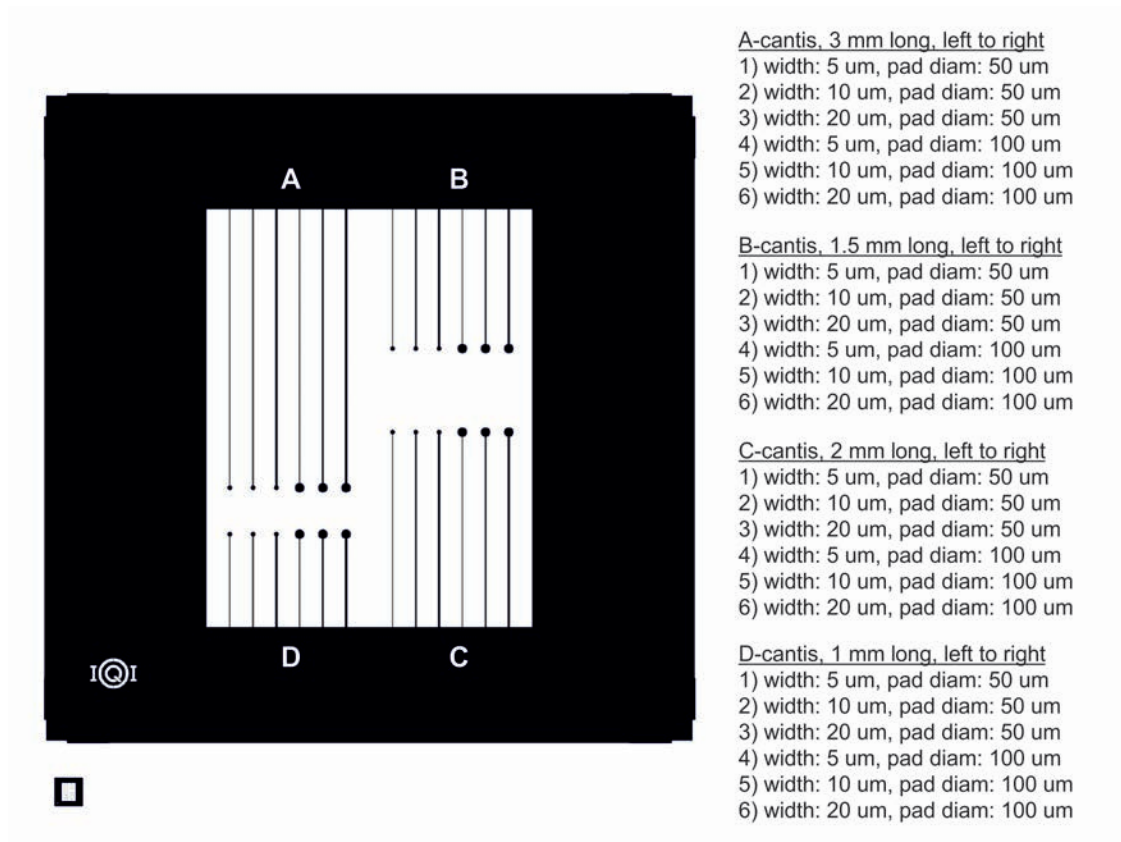 A B
D C
IQI
A-cantis, 3 mm long, left to right
1) width: 5 um, pad diam: 50 um
2) width: 10 um, pad diam: 50 um
3) width: 20 um, pad diam: 50 um
4) width: 5 um, pad diam: 100 um
5) width: 10 um, pad diam: 100 um
6) width: 20 um, pad diam: 100 um
B-cantis, 1.5 mm long, left to right
1) width: 5 um, pad diam: 50 um
2) width: 10 um, pad diam: 50 um
3) width: 20 um, pad diam: 50 um
4) width: 5 um, pad diam: 100 um
5) width: 10 um, pad diam: 100 um
6) width: 20 um, pad diam: 100 um
C-cantis, 2 mm long, left to right
1) width: 5 um, pad diam: 50 um
2) width: 10 um, pad diam: 50 um
3) width: 20 um, pad diam: 50 um
4) width: 5 um, pad diam: 100 um
5) width: 10 um, pad diam: 100 um
6) width: 20 um, pad diam: 100 um
D-cantis, 1 mm long, left to right
1) width: 5 um, pad diam: 50 um
2) width: 10 um, pad diam: 50 um
3) width: 20 um, pad diam: 50 um
4) width: 5 um, pad diam: 100 um
5) width: 10 um, pad diam: 100 um
6) width: 20 um, pad diam: 100 um